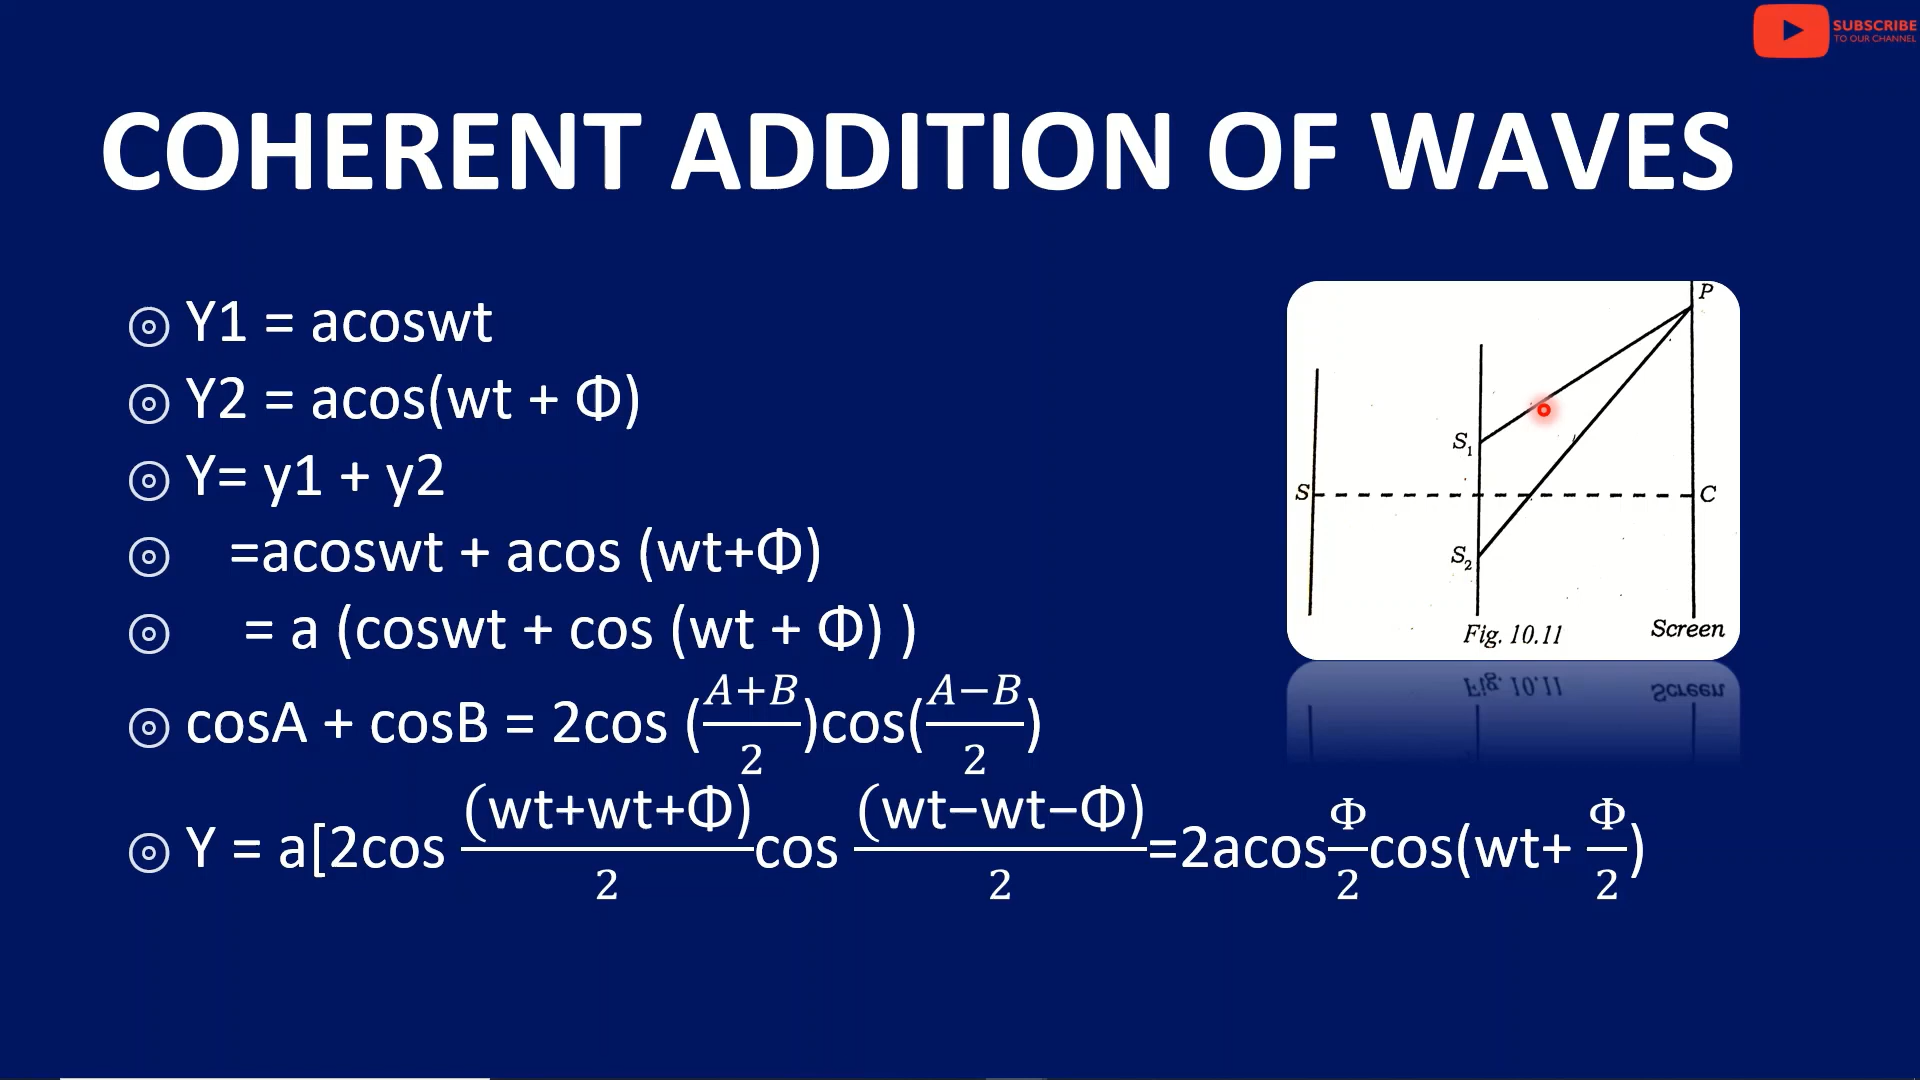 SUBSCRIBE
TO OUR CHANNEL
COHERENT ADDITION OF WAVES
Y1 = acoswt
Y2 = acos(wt + Φ)
Y= y1 + y2
=acoswt + acos (wt+Φ)
= a (coswt + cos (wt + Φ) )
cosA + cosB = 2cos ((A+B)/2)cos((A−B)/2)
Y = a[2cos (wt+wt+Φ)/2 cos (wt−wt−Φ)/2 =2acos Φ/2 cos(wt+ Φ/2)
P
S1
S
C
S2
Fig. 10.11
Screen